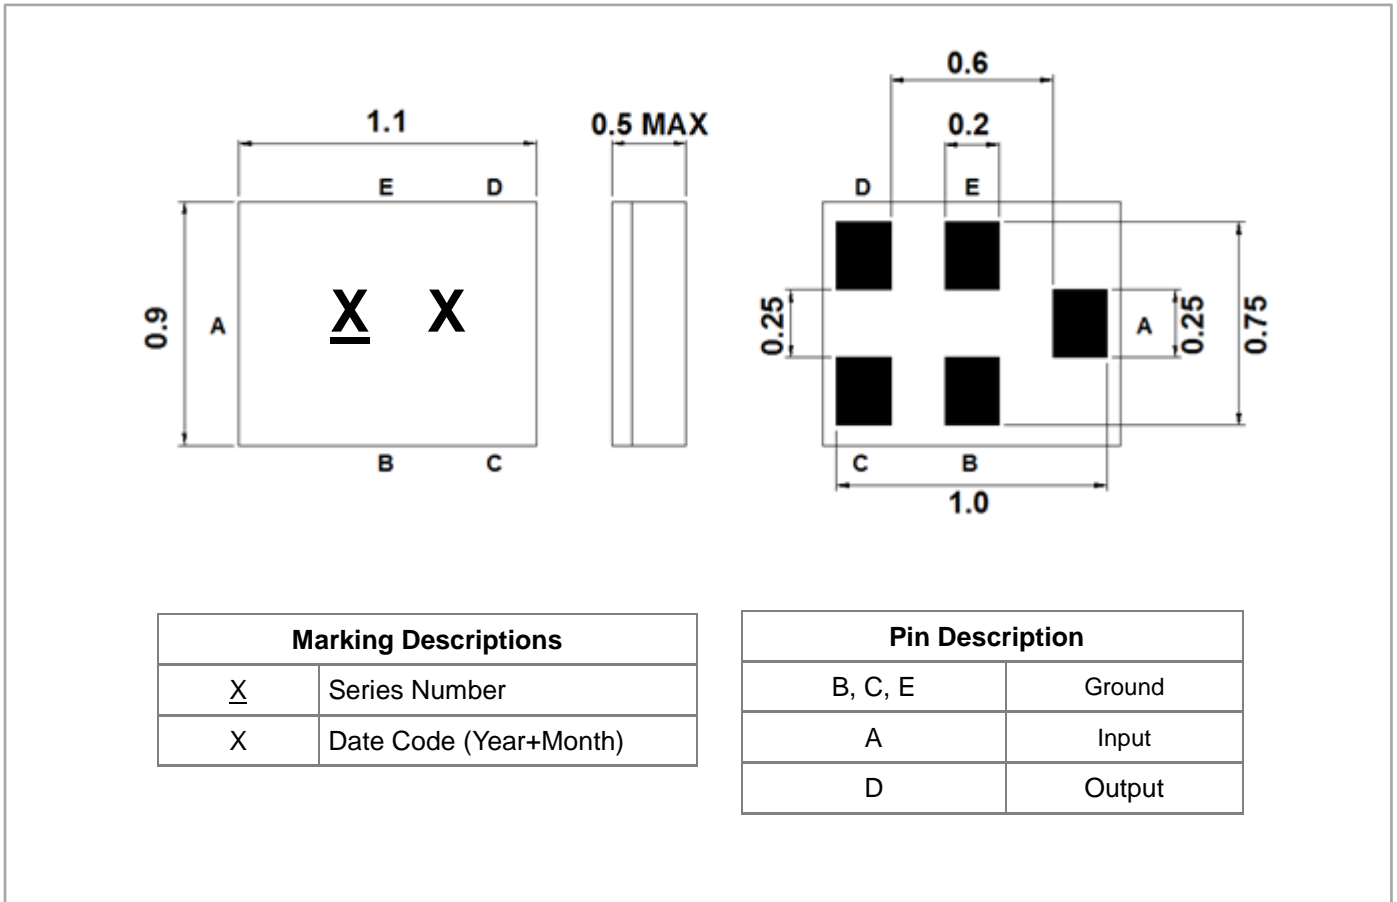 0.6
1.1
0.5 MAX
0.2
E D
D E
0.9
A
X X
0.25
A
0.25
0.75
B C
C B
1.0
Marking Descriptions
X Series Number
X Date Code (Year+Month)
Pin Description
B, C, E Ground
A Input
D Output